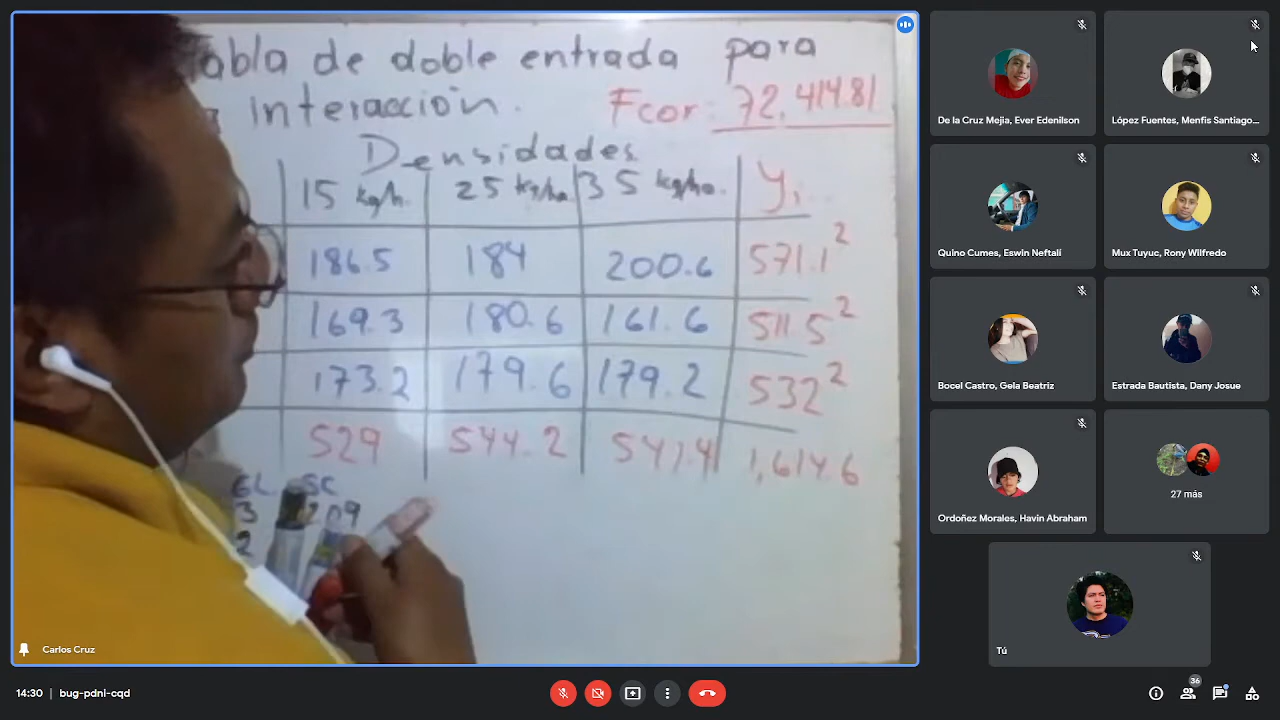 abla de doble entrada para
interacción. Fcor: 72,414.81
Densidades
15 kg/h. 25 kg/ha. 35 kg/ha. Y,..
186.5 184 200.6 571.1²
169.3 180.6 161.6 511.5²
173.2 179.6 179.2 532²
529 544.2 541.4 1,614.6
GL SC
3 209
2
Carlos Cruz
De la Cruz Mejia, Ever Edenilson
López Fuentes, Menfis Santiago...
Quino Cumes, Eswin Neftalí
Mux Tuyuc, Rony Wilfredo
Bocel Castro, Gela Beatriz
Estrada Bautista, Dany Josue
Ordoñez Morales, Havin Abraham
27 más
Tú
14:30 | bug-pdni-cqd
36